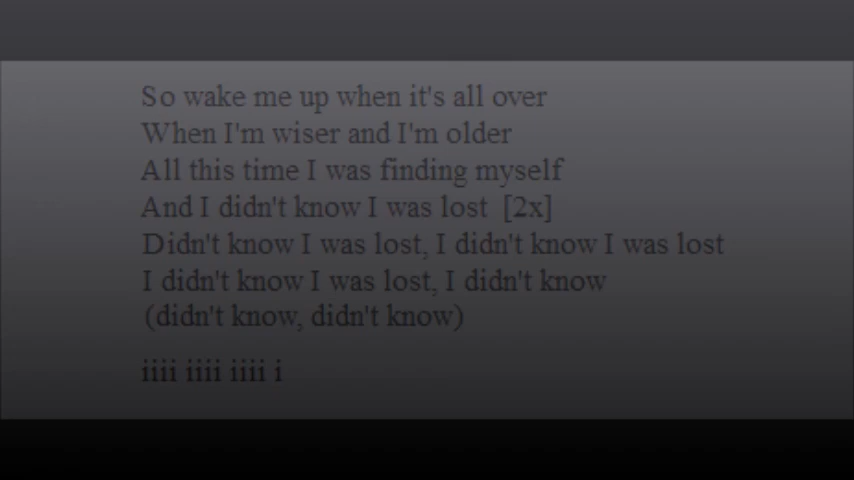 So wake me up when it's all over
When I'm wiser and I'm older
All this time I was finding myself
And I didn't know I was lost  [2x]
Didn't know I was lost, I didn't know I was lost
I didn't know I was lost, I didn't know
(didn't know, didn't know)
iiii iiii iiii i